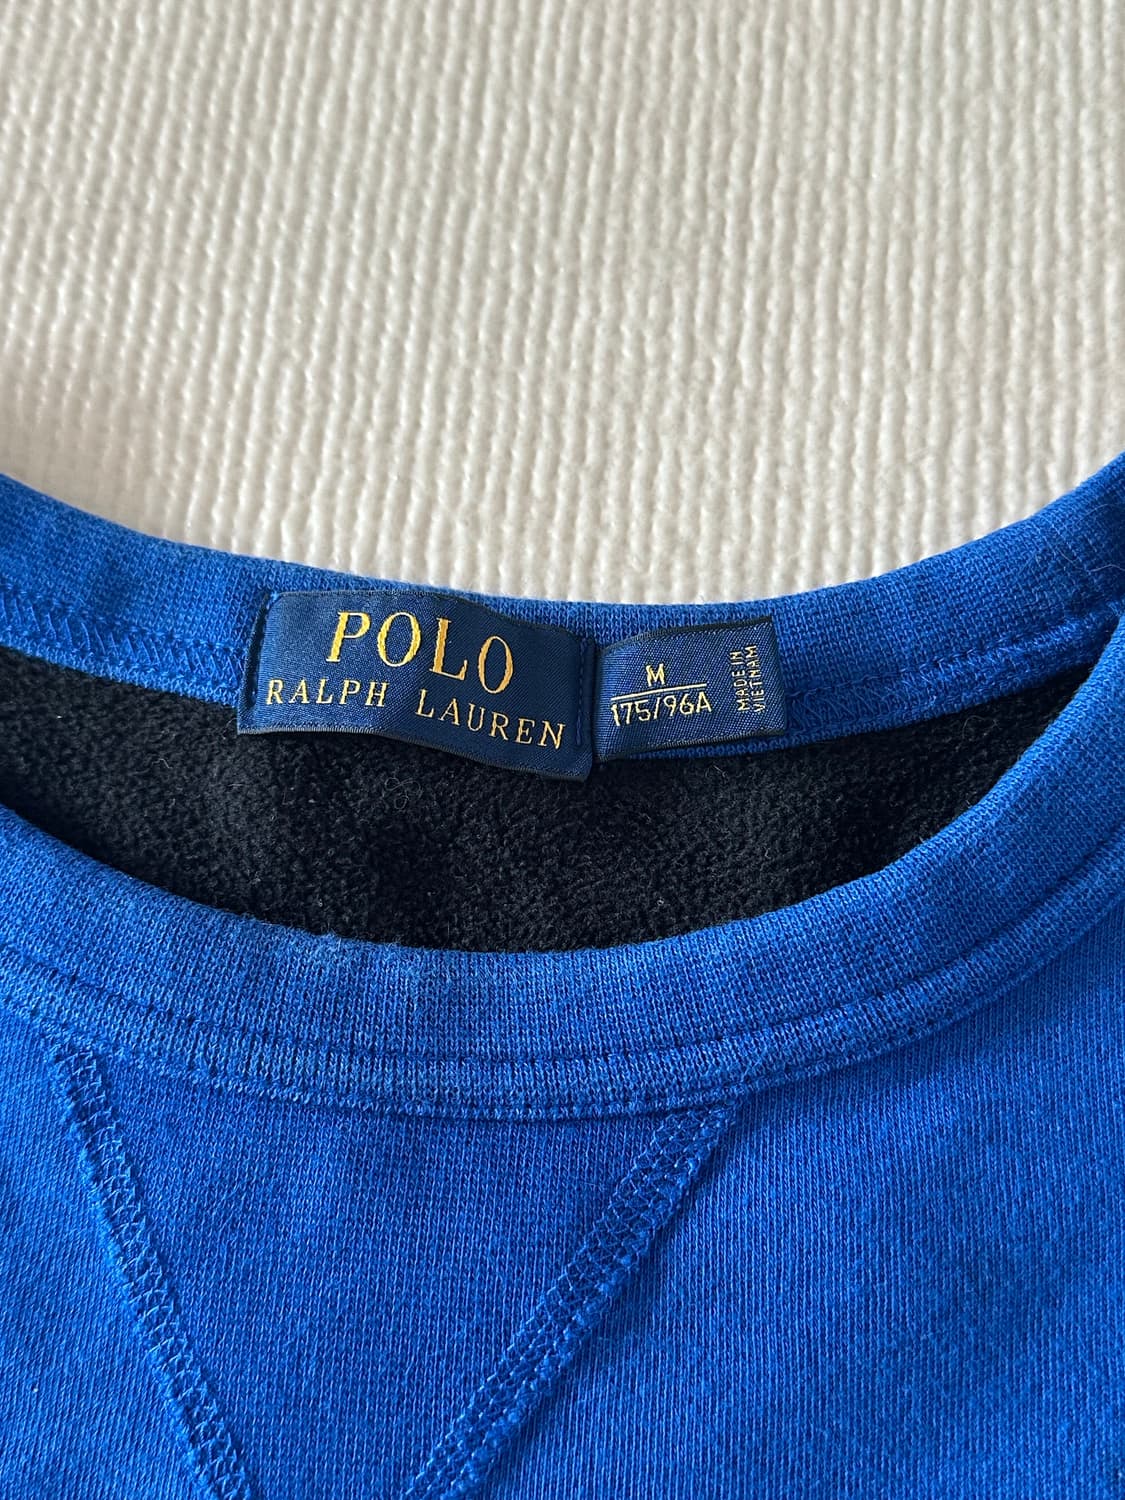 POLO
RALPH LAUREN
M
175/96A
MADE IN
VIETNAM